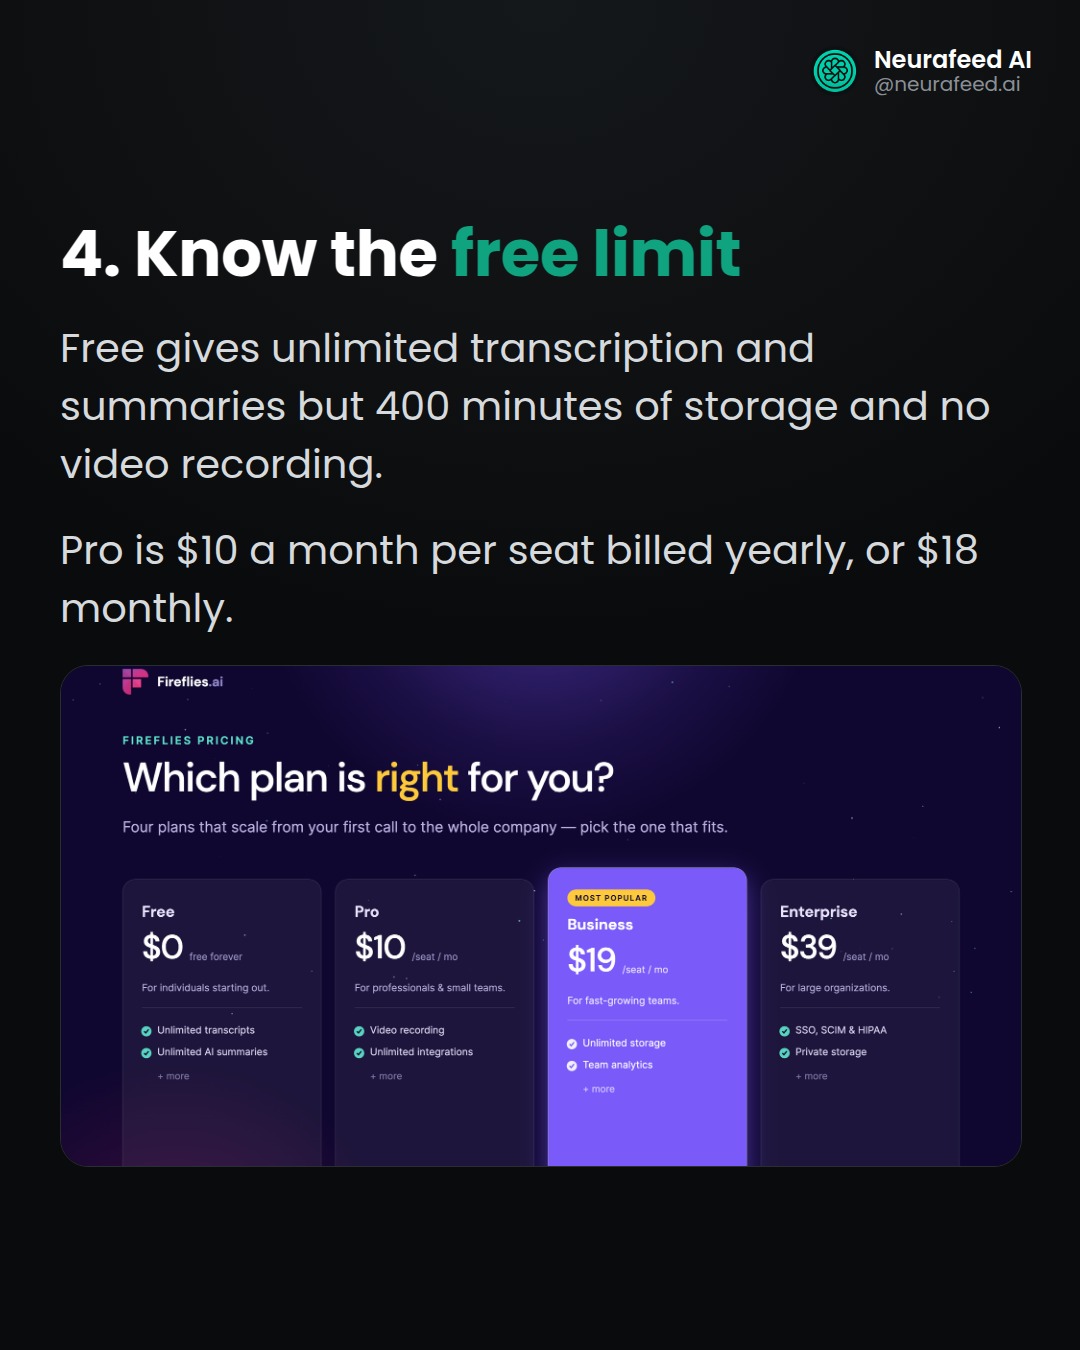 Neurafeed AI
@neurafeed.ai
4. Know the free limit
Free gives unlimited transcription and
summaries but 400 minutes of storage and no
video recording.
Pro is $10 a month per seat billed yearly, or $18
monthly.
Fireflies.ai
FIREFLIES PRICING
Which plan is right for you?
Four plans that scale from your first call to the whole company — pick the one that fits.
Free
$0 free forever
For individuals starting out.
Unlimited transcripts
Unlimited AI summaries
+ more
Pro
$10 /seat / mo
For professionals & small teams.
Video recording
Unlimited integrations
+ more
MOST POPULAR
Business
$19 /seat / mo
For fast-growing teams.
Unlimited storage
Team analytics
+ more
Enterprise
$39 /seat / mo
For large organizations.
SSO, SCIM & HIPAA
Private storage
+ more